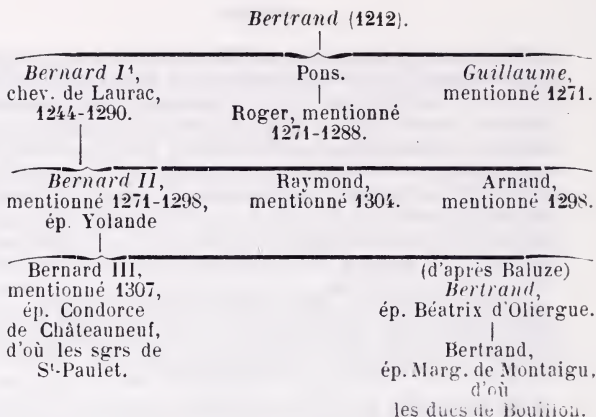 Bertrand (1212).
Bernard I¹, Pons. Guillaume,
chev. de Laurac, mentionné 1271.
1244-1290. Roger, mentionné
1271-1288.
Bernard II, Raymond, Arnaud,
mentionné 1271-1298, mentionné 1304. mentionné 1298.
ép. Yolande
Bernard III, (d'après Baluze)
mentionné 1307, Bertrand,
ép. Condorce ép. Béatrix d'Oliergue.
de Châteauneuf,
d'où les sgrs de Bertrand,
Sᵗ-Paulet. ép. Marg. de Montaigu,
d'où
les ducs de Bouillon.